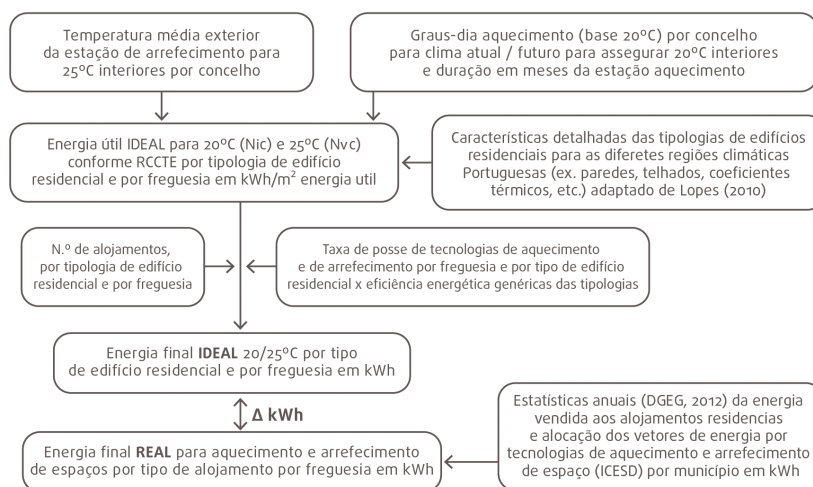 Temperatura média exterior
da estação de arrefecimento para
25ºC interiores por concelho
Graus-dia aquecimento (base 20ºC) por concelho
para clima atual / futuro para assegurar 20ºC interiores
e duração em meses da estação aquecimento
Energia útil IDEAL para 20ºC (Nic) e 25ºC (Nvc)
conforme RCCTE por tipologia de edifício
residencial e por freguesia em kWh/m² energia util
Características detalhadas das tipologias de edifícios
residenciais para as diferetes regiões climáticas
Portuguesas (ex. paredes, telhados, coeficientes
térmicos, etc.) adaptado de Lopes (2010)
N.º de alojamentos,
por tipologia de edifício
residencial e por freguesia
Taxa de posse de tecnologias de aquecimento
e de arrefecimento por freguesia e por tipo de edifício
residencial x eficiência energética genéricas das tipologias
Energia final IDEAL 20/25ºC por tipo
de edifício residencial e por freguesia em kWh
Δ kWh
Energia final REAL para aquecimento e arrefecimento
de espaços por tipo de alojamento por freguesia em kWh
Estatísticas anuais (DGEG, 2012) da energia
vendida aos alojamentos residencias
e alocação dos vetores de energia por
tecnologias de aquecimento e arrefecimento
de espaço (ICESD) por município em kWh